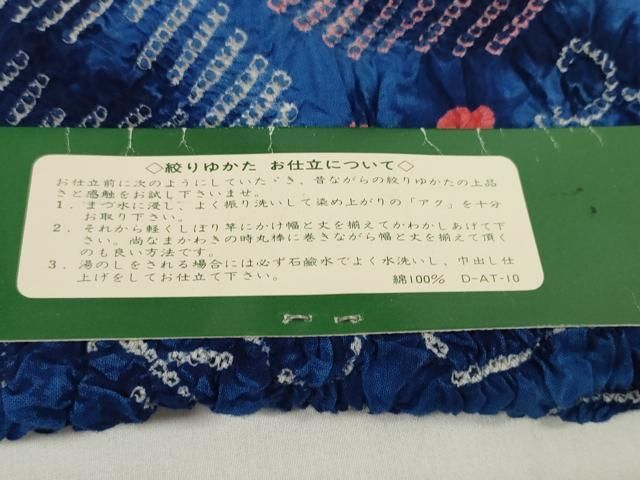 ◇絞りゆかた お仕立について◇
お仕立前に次のようにしていたゞき、昔ながらの絞りゆかたの上品
さと感触をお試し下さいませ。
1．まづ水に浸し、よく振り洗いして染め上がりの「アク」を十分
お取り下さい。
2．それから軽くしぼり竿にかけ幅と丈を揃えてかわかしあげて下
さい。尚なまかわきの時丸棒に巻きながら幅と丈を揃えて頂く
のも良い方法です。
3．湯のしをされる場合には必ず石鹼水でよく水洗いし、巾出し仕
上げをしてお仕立て下さい。
綿100% D-AT-10